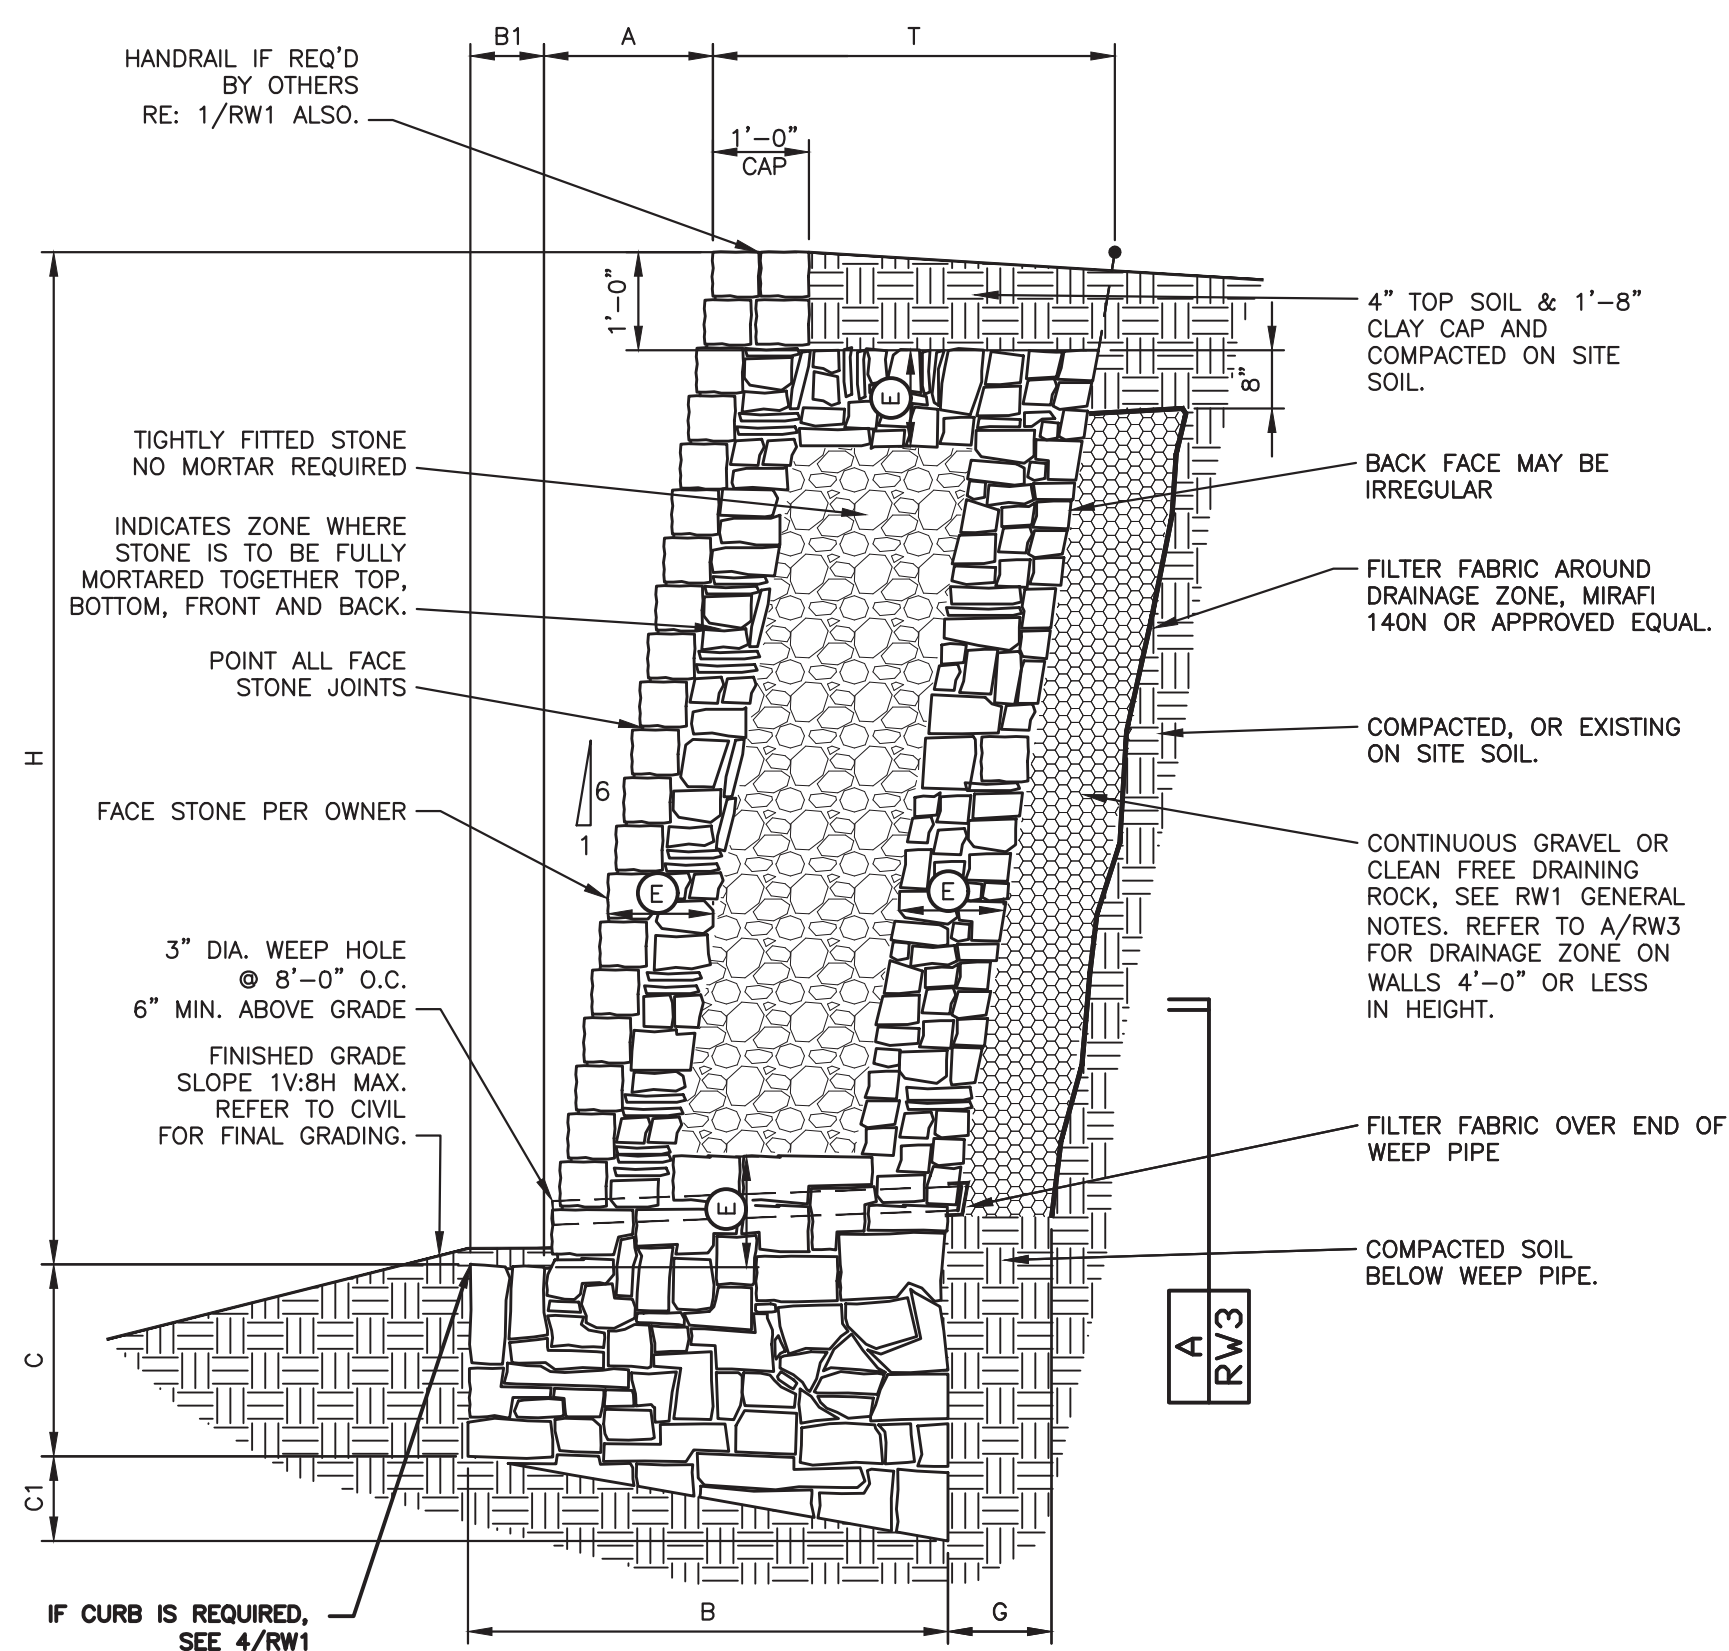 B1
A
T
HANDRAIL IF REQ'D
BY OTHERS
RE: 1/RW1 ALSO.
1'-0"
CAP
1'-0"
4" TOP SOIL & 1'-8"
CLAY CAP AND
COMPACTED ON SITE
SOIL.
8"
E
TIGHTLY FITTED STONE
NO MORTAR REQUIRED
BACK FACE MAY BE
IRREGULAR
INDICATES ZONE WHERE
STONE IS TO BE FULLY
MORTARED TOGETHER TOP,
BOTTOM, FRONT AND BACK.
FILTER FABRIC AROUND
DRAINAGE ZONE, MIRAFI
140N OR APPROVED EQUAL.
POINT ALL FACE
STONE JOINTS
COMPACTED, OR EXISTING
ON SITE SOIL.
H
6
1
FACE STONE PER OWNER
CONTINUOUS GRAVEL OR
CLEAN FREE DRAINING
ROCK, SEE RW1 GENERAL
NOTES. REFER TO A/RW3
FOR DRAINAGE ZONE ON
WALLS 4'-0" OR LESS
IN HEIGHT.
E
E
3" DIA. WEEP HOLE
@ 8'-0" O.C.
6" MIN. ABOVE GRADE
FINISHED GRADE
SLOPE 1V:8H MAX.
REFER TO CIVIL
FOR FINAL GRADING.
FILTER FABRIC OVER END OF
WEEP PIPE
E
COMPACTED SOIL
BELOW WEEP PIPE.
A
RW3
C
C1
IF CURB IS REQUIRED,
SEE 4/RW1
B
G